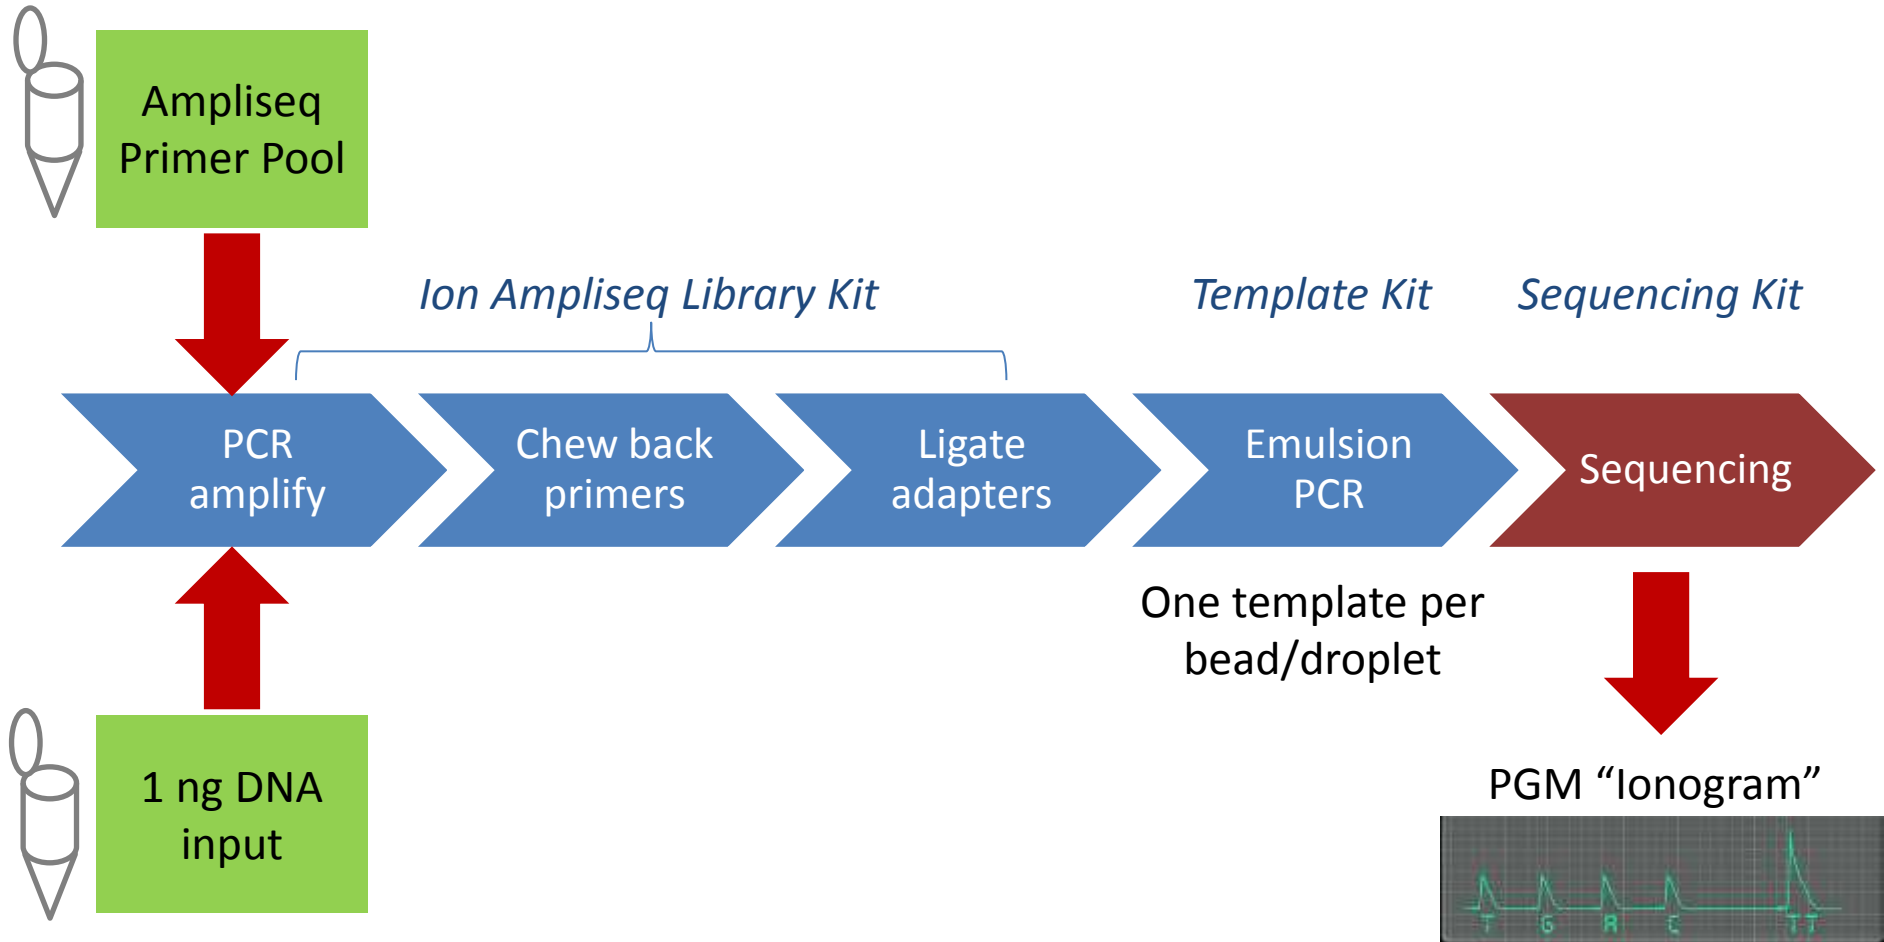 Ampliseq
Primer Pool
Ion Ampliseq Library Kit
Template Kit
Sequencing Kit
PCR
amplify
Chew back
primers
Ligate
adapters
Emulsion
PCR
Sequencing
One template per
bead/droplet
1 ng DNA
input
PGM “Ionogram”
T G A C T T